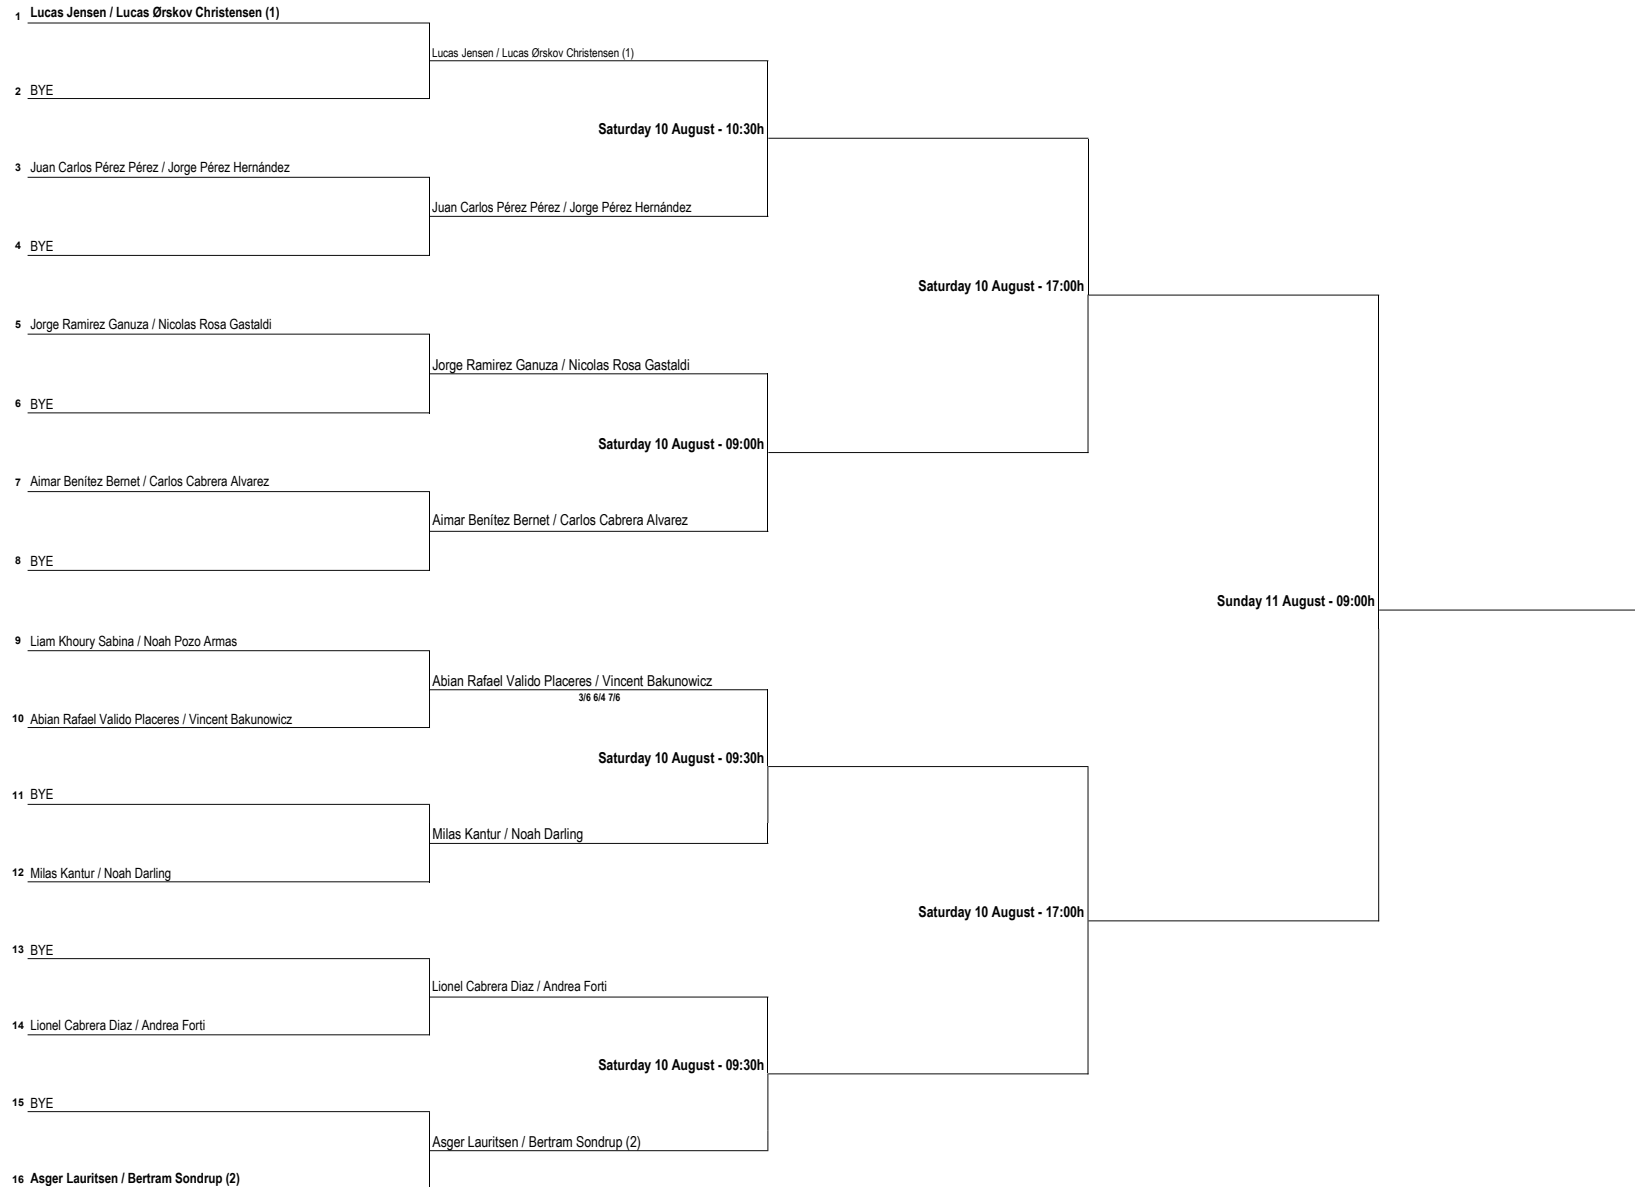 1 Lucas Jensen / Lucas Ørskov Christensen (1)
Lucas Jensen / Lucas Ørskov Christensen (1)
2 BYE
Saturday 10 August - 10:30h
3 Juan Carlos Pérez Pérez / Jorge Pérez Hernández
Juan Carlos Pérez Pérez / Jorge Pérez Hernández
4 BYE
Saturday 10 August - 17:00h
5 Jorge Ramirez Ganuza / Nicolas Rosa Gastaldi
Jorge Ramirez Ganuza / Nicolas Rosa Gastaldi
6 BYE
Saturday 10 August - 09:00h
7 Aimar Benítez Bernet / Carlos Cabrera Alvarez
Aimar Benítez Bernet / Carlos Cabrera Alvarez
8 BYE
Sunday 11 August - 09:00h
9 Liam Khoury Sabina / Noah Pozo Armas
Abian Rafael Valido Placeres / Vincent Bakunowicz
3/6 6/4 7/6
10 Abian Rafael Valido Placeres / Vincent Bakunowicz
Saturday 10 August - 09:30h
11 BYE
Milas Kantur / Noah Darling
12 Milas Kantur / Noah Darling
Saturday 10 August - 17:00h
13 BYE
Lionel Cabrera Diaz / Andrea Forti
14 Lionel Cabrera Diaz / Andrea Forti
Saturday 10 August - 09:30h
15 BYE
Asger Lauritsen / Bertram Sondrup (2)
16 Asger Lauritsen / Bertram Sondrup (2)